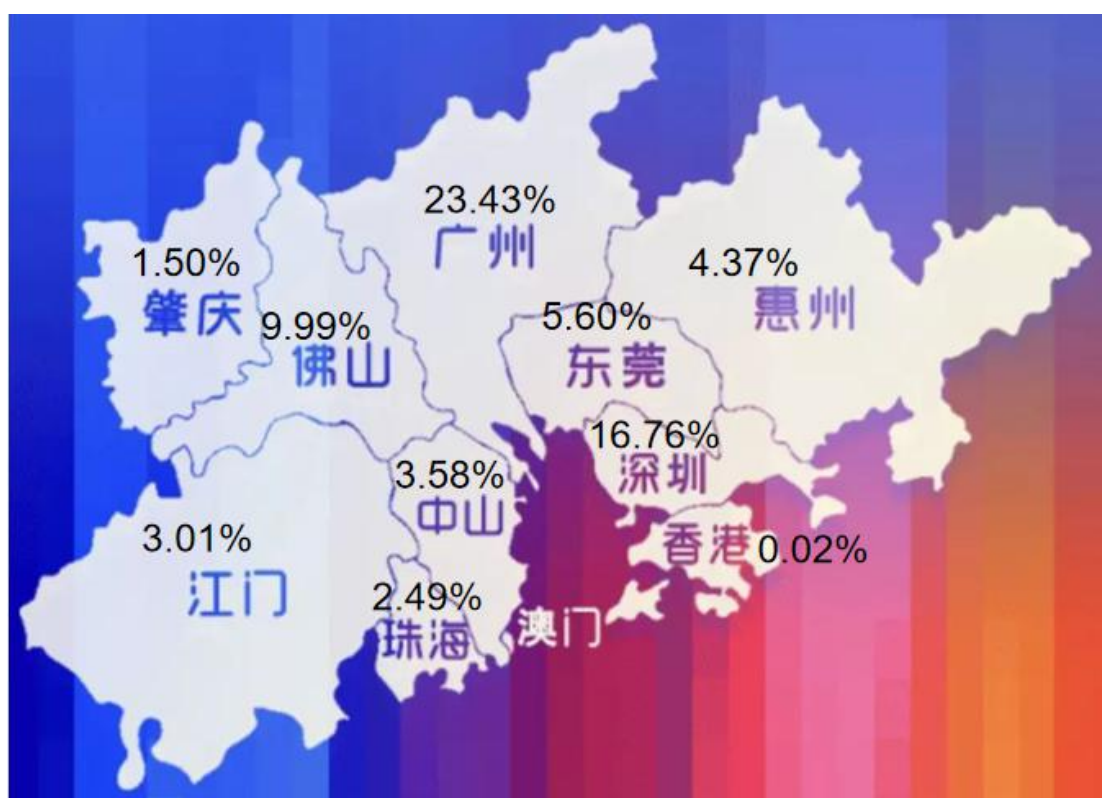 23.43%
广州
1.50%
肇庆
4.37%
惠州
9.99%
佛山
5.60%
东莞
16.76%
深圳
3.58%
中山
3.01%
江门
香港 0.02%
2.49%
珠海
澳门